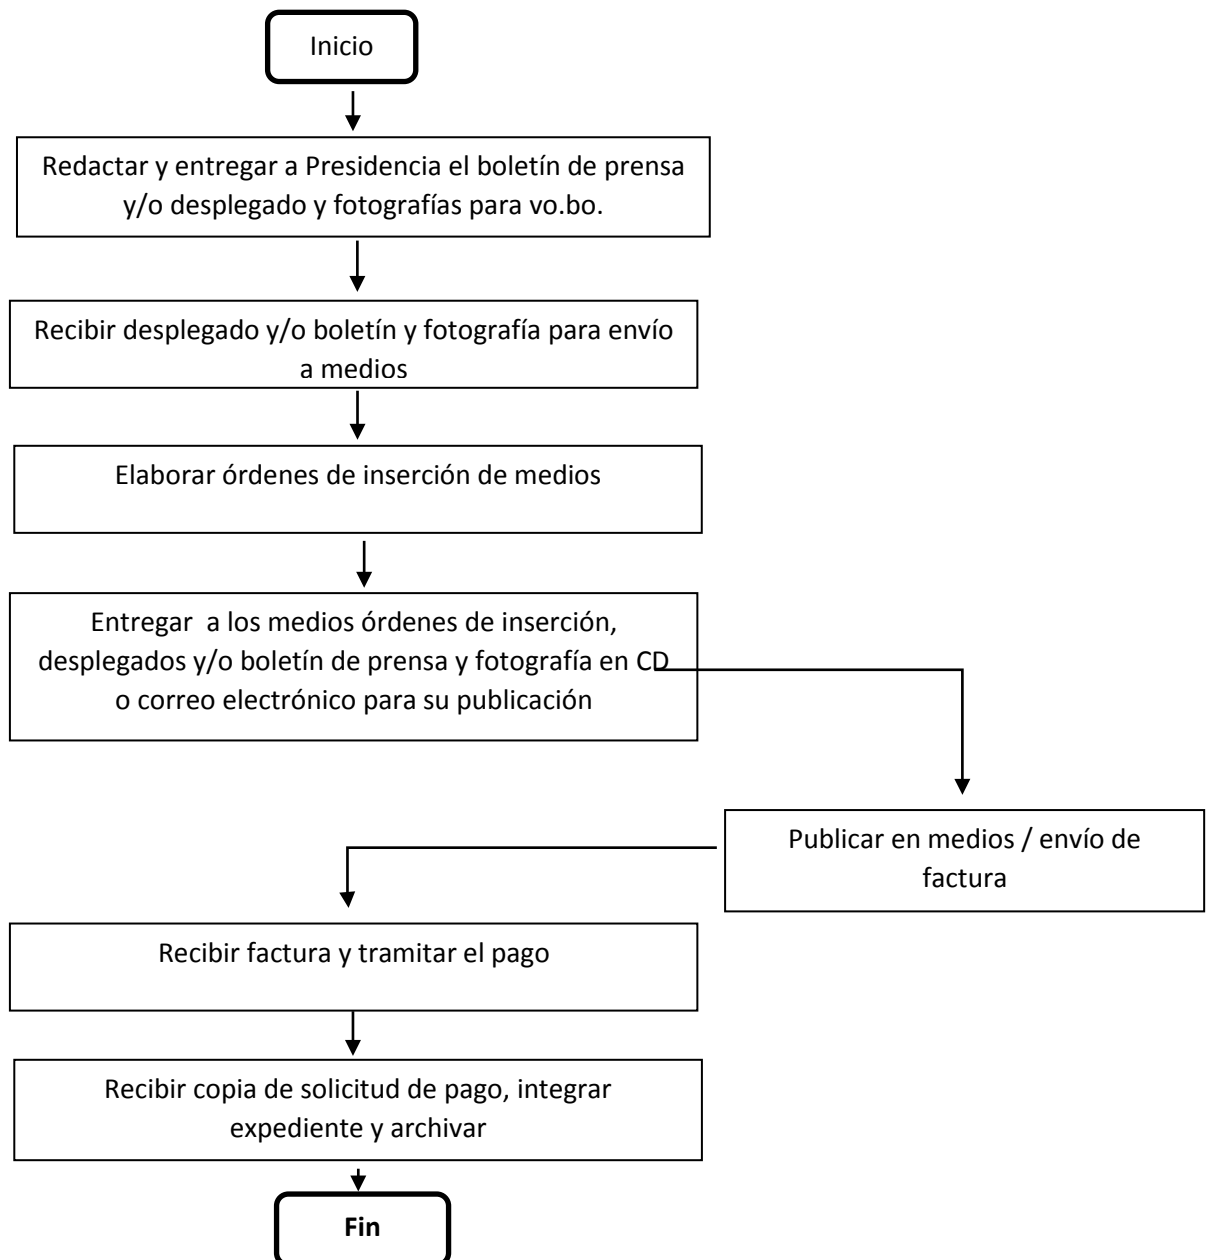 Inicio
Redactar y entregar a Presidencia el boletín de prensa
y/o desplegado y fotografías para vo.bo.
Recibir desplegado y/o boletín y fotografía para envío
a medios
Elaborar órdenes de inserción de medios
Entregar  a los medios órdenes de inserción,
desplegados y/o boletín de prensa y fotografía en CD
o correo electrónico para su publicación
Publicar en medios / envío de
factura
Recibir factura y tramitar el pago
Recibir copia de solicitud de pago, integrar
expediente y archivar
Fin